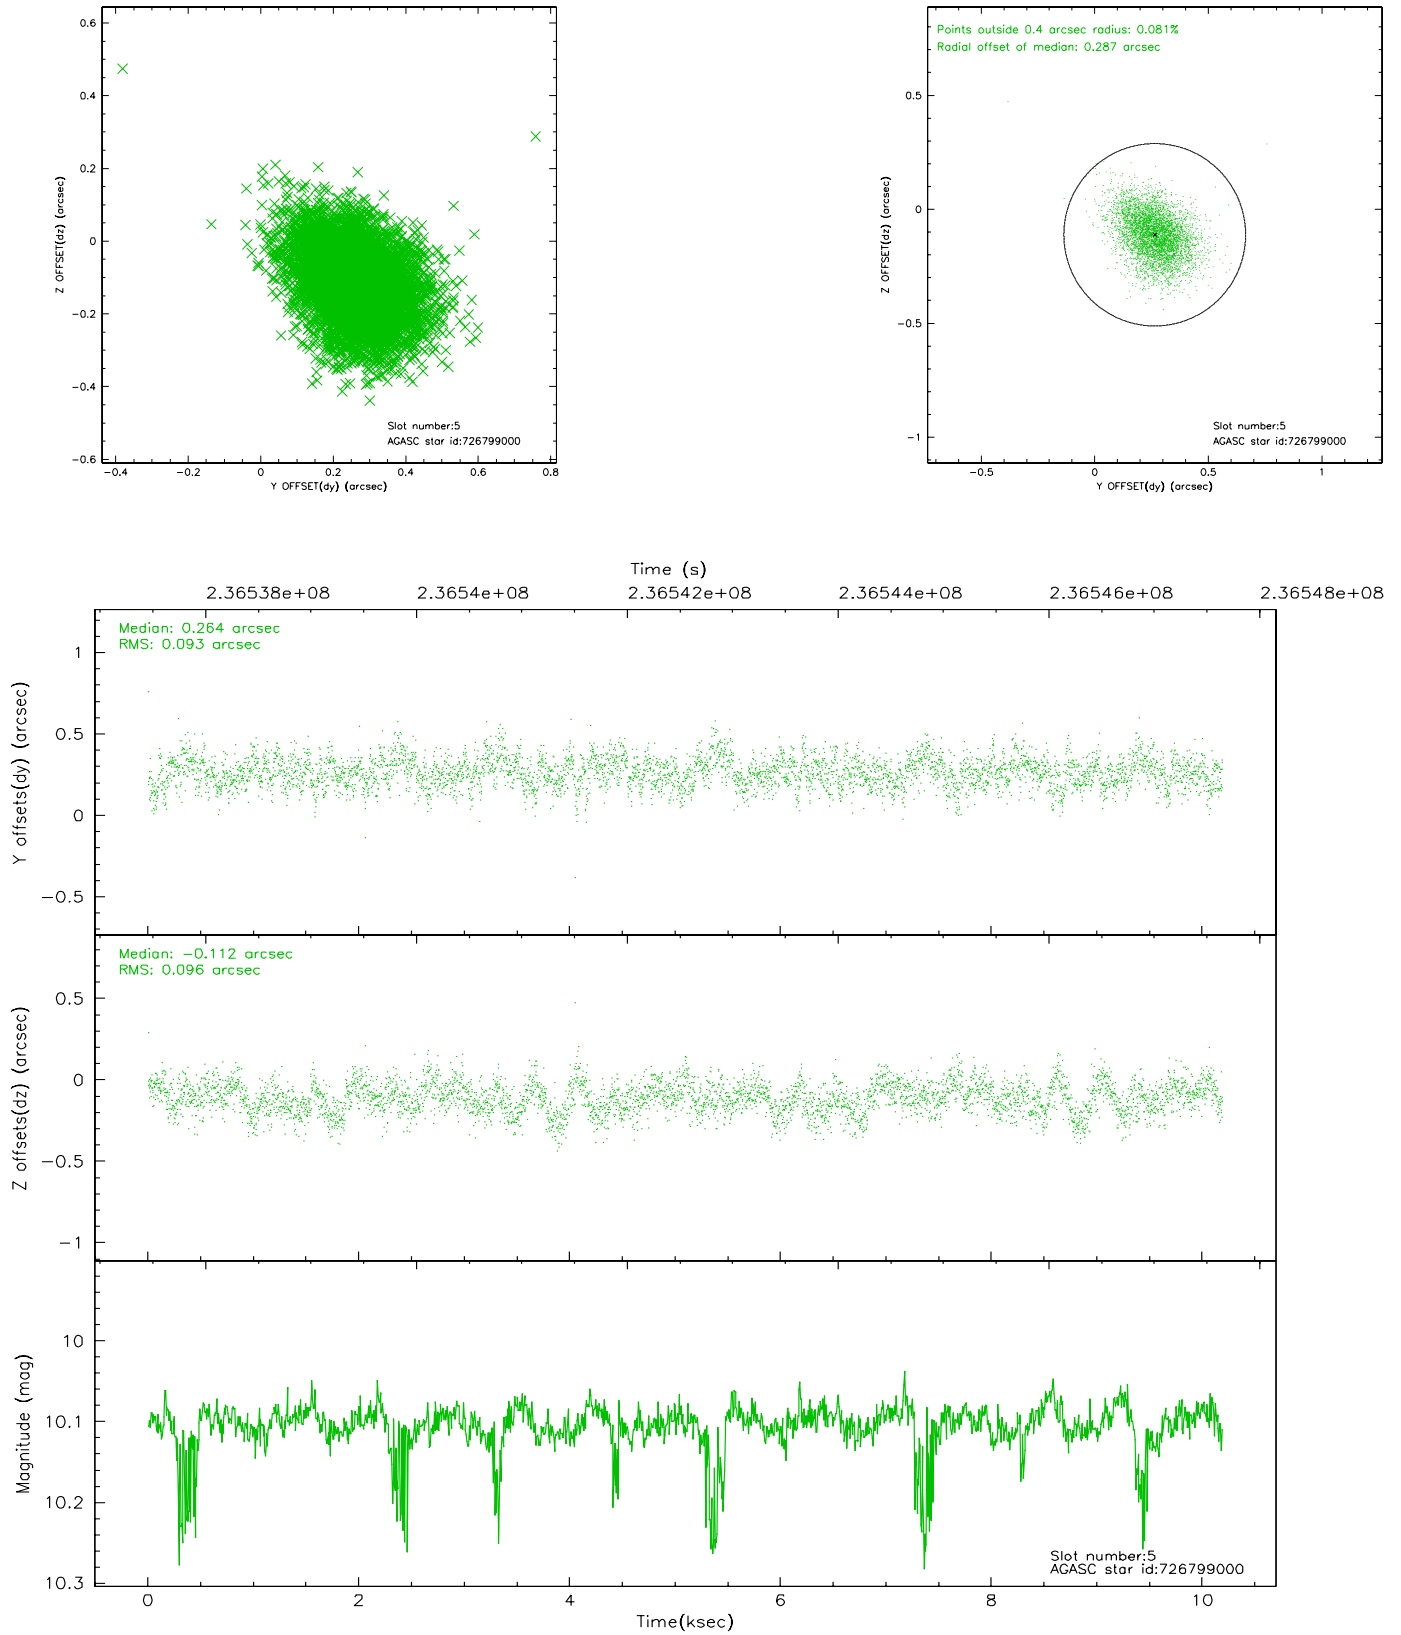 0.6
0.4
0.2
0
−0.2
−0.4
−0.6
Z OFFSET(dz) (arcsec)
Slot number:5
AGASC star id:726799000
−0.4 −0.2 0 0.2 0.4 0.6 0.8
Y OFFSET(dy) (arcsec)
Points outside 0.4 arcsec radius: 0.081%
Radial offset of median: 0.287 arcsec
0.5
0
−0.5
−1
Z OFFSET(dz) (arcsec)
Slot number:5
AGASC star id:726799000
−0.5 0 0.5 1
Y OFFSET(dy) (arcsec)
Time (s)
2.36538e+08 2.3654e+08 2.36542e+08 2.36544e+08 2.36546e+08 2.36548e+08
Median: 0.264 arcsec
RMS: 0.093 arcsec
1
0.5
0
−0.5
Y offsets(dy) (arcsec)
Median: −0.112 arcsec
RMS: 0.096 arcsec
0.5
0
−0.5
−1
Z offsets(dz) (arcsec)
10
10.1
10.2
10.3
Magnitude (mag)
Slot number:5
AGASC star id:726799000
0 2 4 6 8 10
Time(ksec)